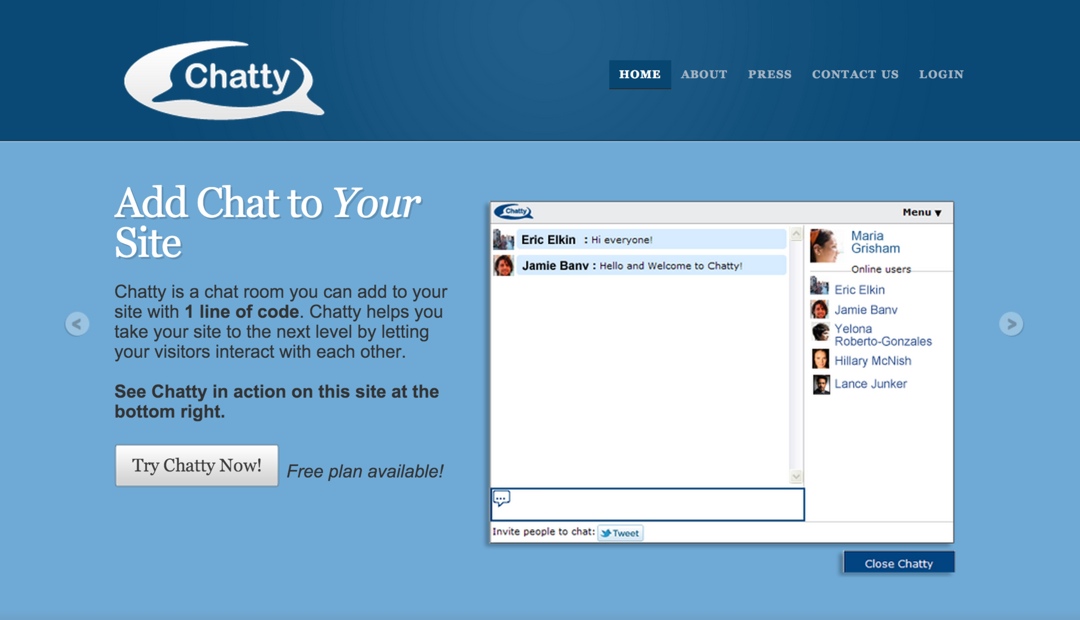 Chatty
HOME
ABOUT
PRESS
CONTACT US
LOGIN
Add Chat to Your
Site
Chatty is a chat room you can add to your
site with 1 line of code. Chatty helps you
take your site to the next level by letting
your visitors interact with each other.
See Chatty in action on this site at the
bottom right.
Try Chatty Now!
Free plan available!
<
Chatty
Menu ▼
Eric Elkin : Hi everyone!
Jamie Banv : Hello and Welcome to Chatty!
Maria
Grisham
Online users
Eric Elkin
Jamie Banv
Yelona
Roberto-Gonzales
Hillary McNish
Lance Junker
Invite people to chat:
Tweet
Close Chatty
>